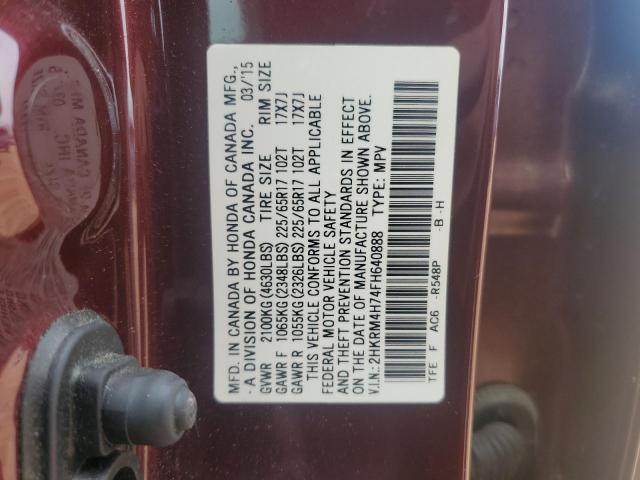 MFD. IN CANADA BY HONDA OF CANADA MFG.,
- A DIVISION OF HONDA CANADA INC. 03/'15
GVWR 2100KG(4630LBS) TIRE SIZE RIM SIZE
GAWR F 1065KG(2348LBS) 225/65R17 102T 17X7J
GAWR R 1055KG(2326LBS) 225/65R17 102T 17X7J
THIS VEHICLE CONFORMS TO ALL APPLICABLE
FEDERAL MOTOR VEHICLE SAFETY
AND THEFT PREVENTION STANDARDS IN EFFECT
ON THE DATE OF MANUFACTURE SHOWN ABOVE.
V.I.N.: 2HKRM4H74FH640888 TYPE: MPV
TFE F AC6 -R548P -B -H